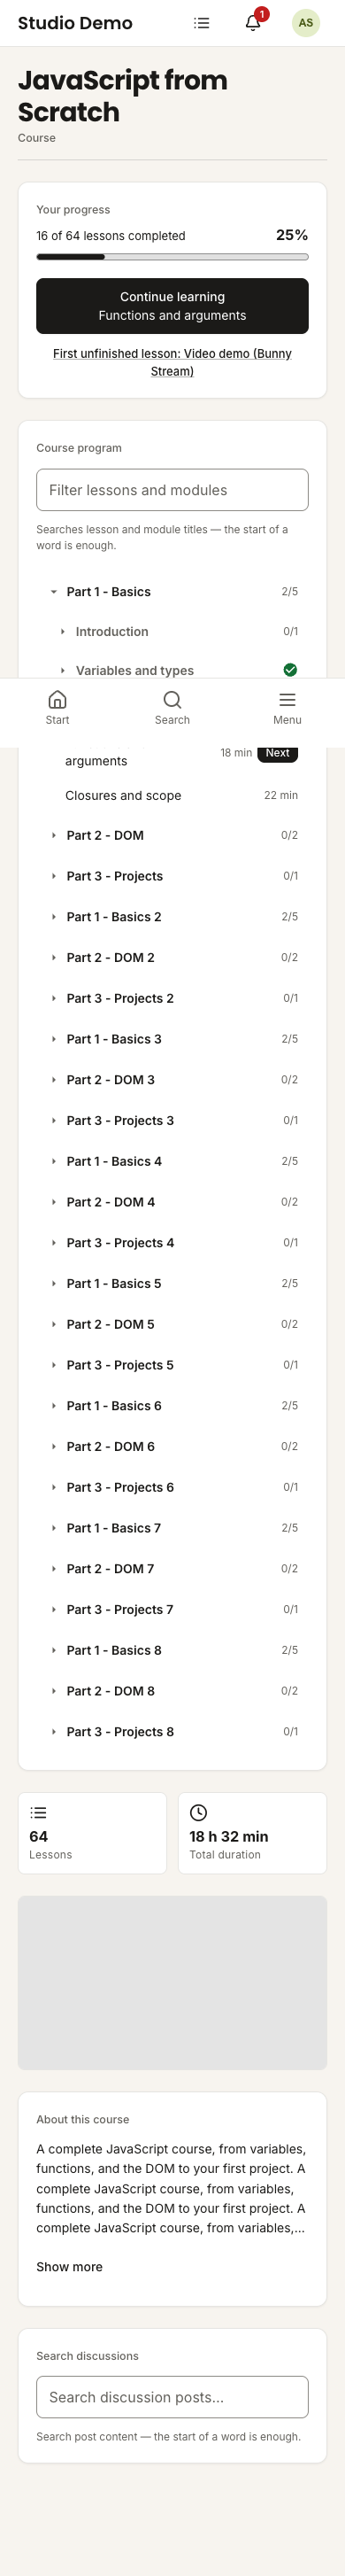 Studio Demo
1
AS
JavaScript from
Scratch
Course
Your progress
16 of 64 lessons completed
25%
Continue learning
Functions and arguments
First unfinished lesson: Video demo (Bunny
Stream)
Course program
Filter lessons and modules
Searches lesson and module titles — the start of a
word is enough.
Part 1 - Basics
2/5
Introduction
0/1
Variables and types
Start
Search
Menu
18 min
Next
arguments
Closures and scope
22 min
Part 2 - DOM
0/2
Part 3 - Projects
0/1
Part 1 - Basics 2
2/5
Part 2 - DOM 2
0/2
Part 3 - Projects 2
0/1
Part 1 - Basics 3
2/5
Part 2 - DOM 3
0/2
Part 3 - Projects 3
0/1
Part 1 - Basics 4
2/5
Part 2 - DOM 4
0/2
Part 3 - Projects 4
0/1
Part 1 - Basics 5
2/5
Part 2 - DOM 5
0/2
Part 3 - Projects 5
0/1
Part 1 - Basics 6
2/5
Part 2 - DOM 6
0/2
Part 3 - Projects 6
0/1
Part 1 - Basics 7
2/5
Part 2 - DOM 7
0/2
Part 3 - Projects 7
0/1
Part 1 - Basics 8
2/5
Part 2 - DOM 8
0/2
Part 3 - Projects 8
0/1
64
Lessons
18 h 32 min
Total duration
About this course
A complete JavaScript course, from variables,
functions, and the DOM to your first project. A
complete JavaScript course, from variables,
functions, and the DOM to your first project. A
complete JavaScript course, from variables,...
Show more
Search discussions
Search discussion posts...
Search post content — the start of a word is enough.